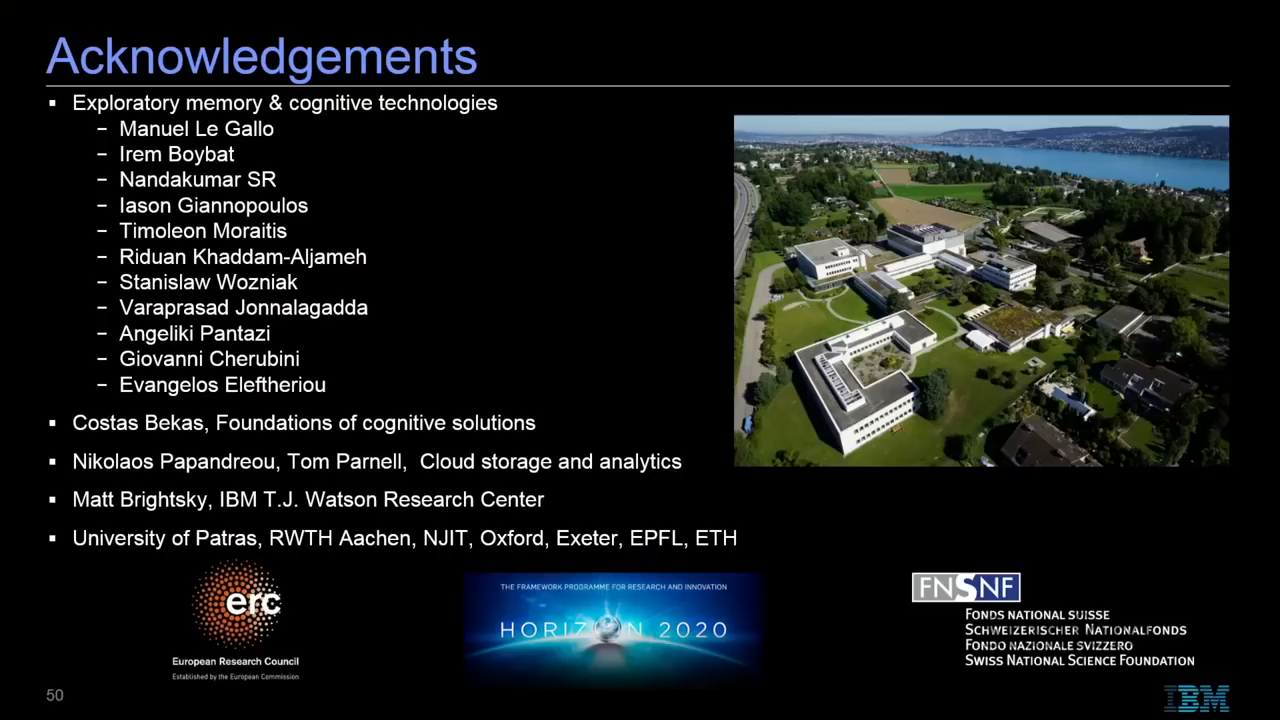 Acknowledgements
▪ Exploratory memory & cognitive technologies
− Manuel Le Gallo
− Irem Boybat
− Nandakumar SR
− Iason Giannopoulos
− Timoleon Moraitis
− Riduan Khaddam-Aljameh
− Stanislaw Wozniak
− Varaprasad Jonnalagadda
− Angeliki Pantazi
− Giovanni Cherubini
− Evangelos Eleftheriou
▪ Costas Bekas, Foundations of cognitive solutions
▪ Nikolaos Papandreou, Tom Parnell, Cloud storage and analytics
▪ Matt Brightsky, IBM T.J. Watson Research Center
▪ University of Patras, RWTH Aachen, NJIT, Oxford, Exeter, EPFL, ETH
erc
European Research Council
Established by the European Commission
THE FRAMEWORK PROGRAMME FOR RESEARCH AND INNOVATION
HORIZON 2020
FNSNF
FONDS NATIONAL SUISSE
SCHWEIZERISCHER NATIONALFONDS
FONDO NAZIONALE SVIZZERO
SWISS NATIONAL SCIENCE FOUNDATION
50
IBM